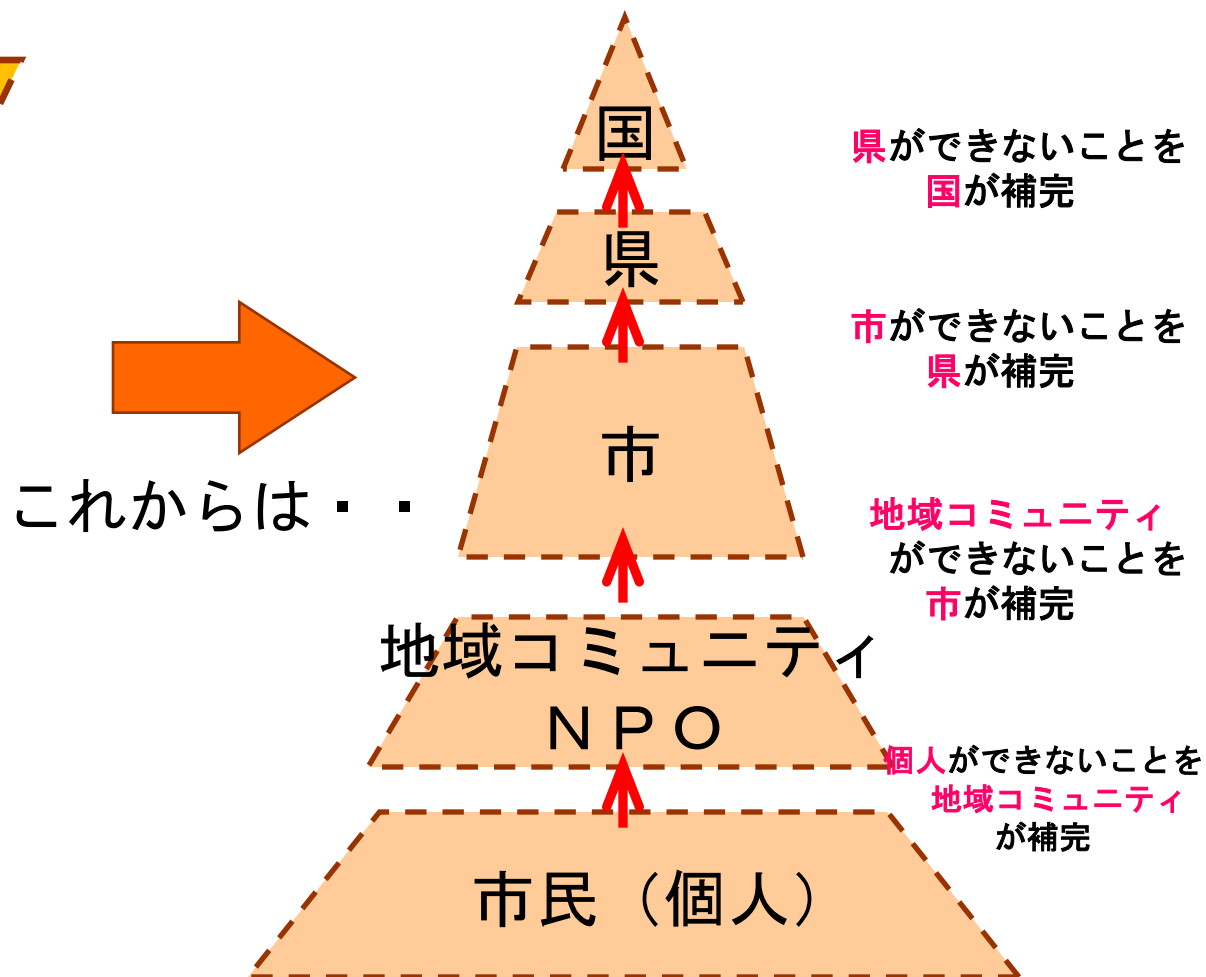 国
県ができないことを
国が補完
県
市ができないことを
県が補完
市
これからは・・
地域コミュニティ
ができないことを
市が補完
地域コミュニティ
ＮＰＯ
個人ができないことを
地域コミュニティ
が補完
市民（個人）